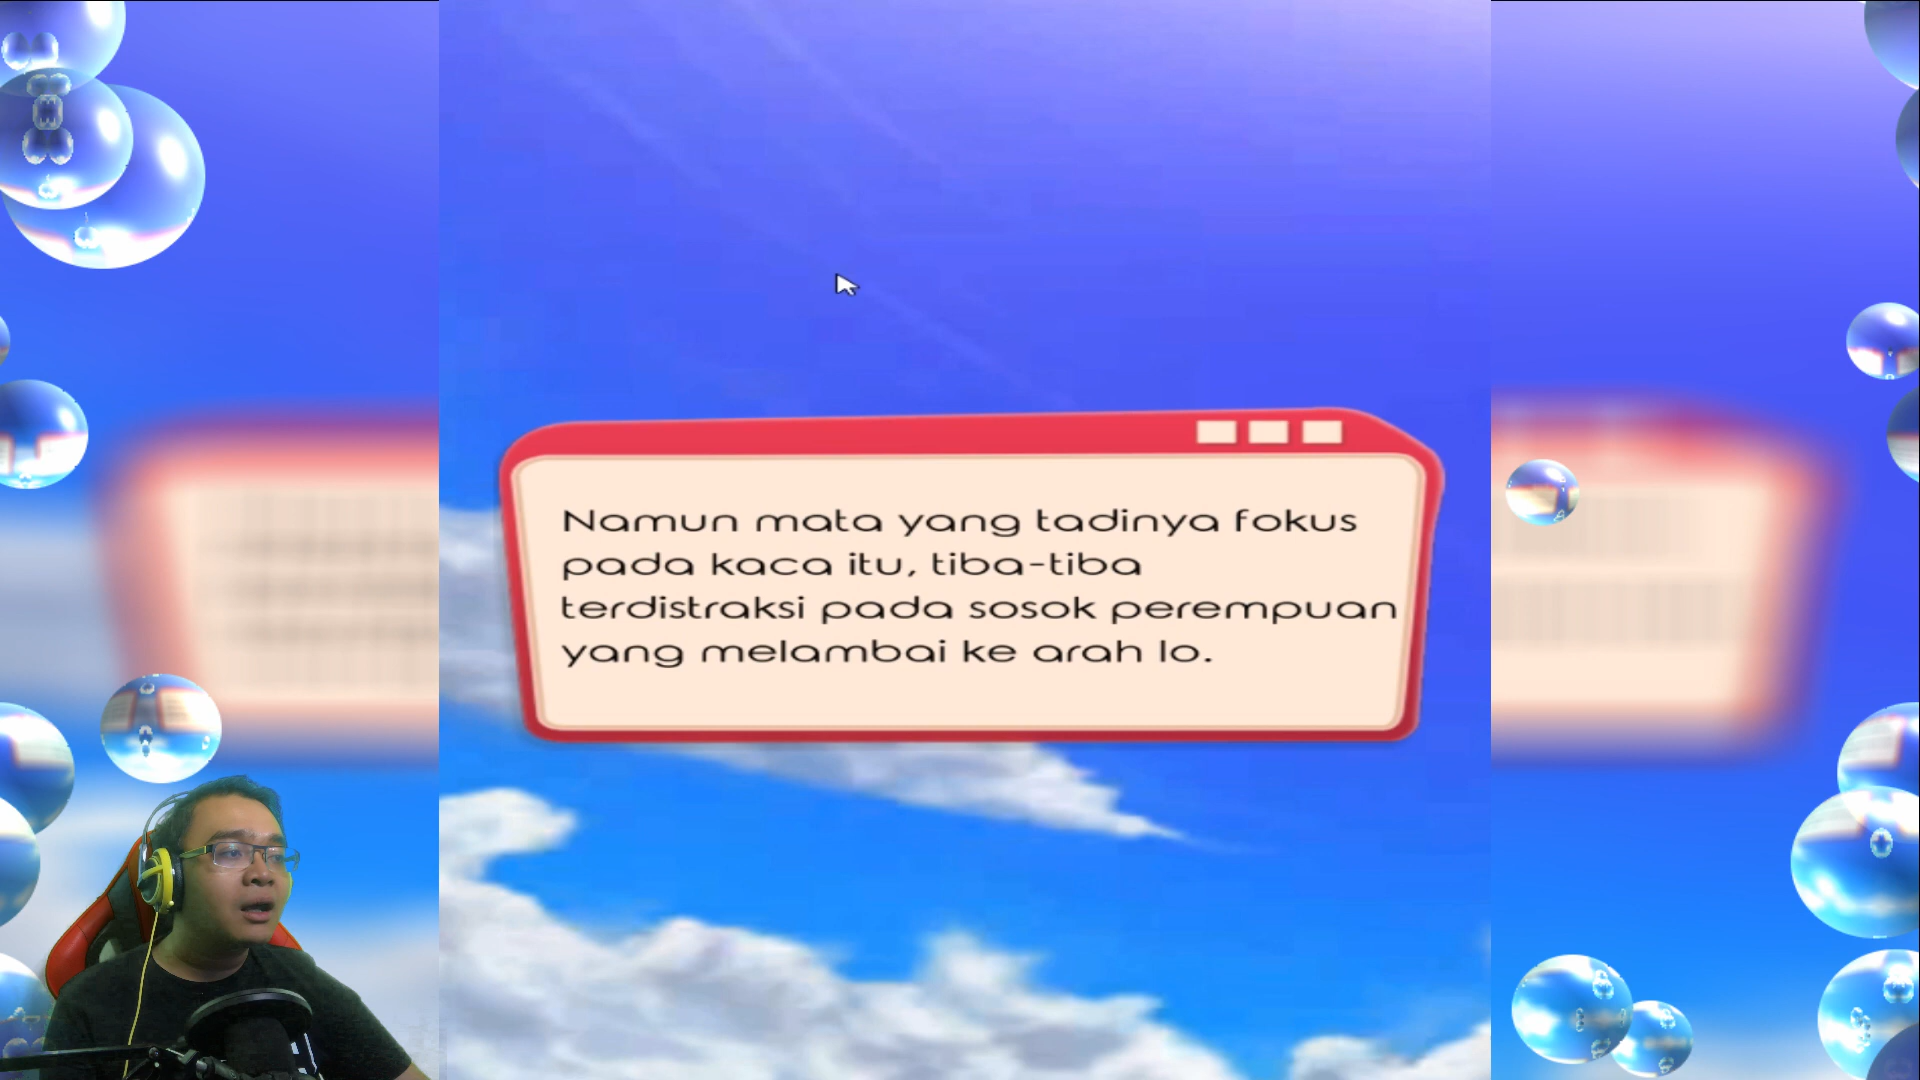 Namun mata yang tadinya fokus
pada kaca itu, tiba-tiba
terdistraksi pada sosok perempuan
yang melambai ke arah lo.